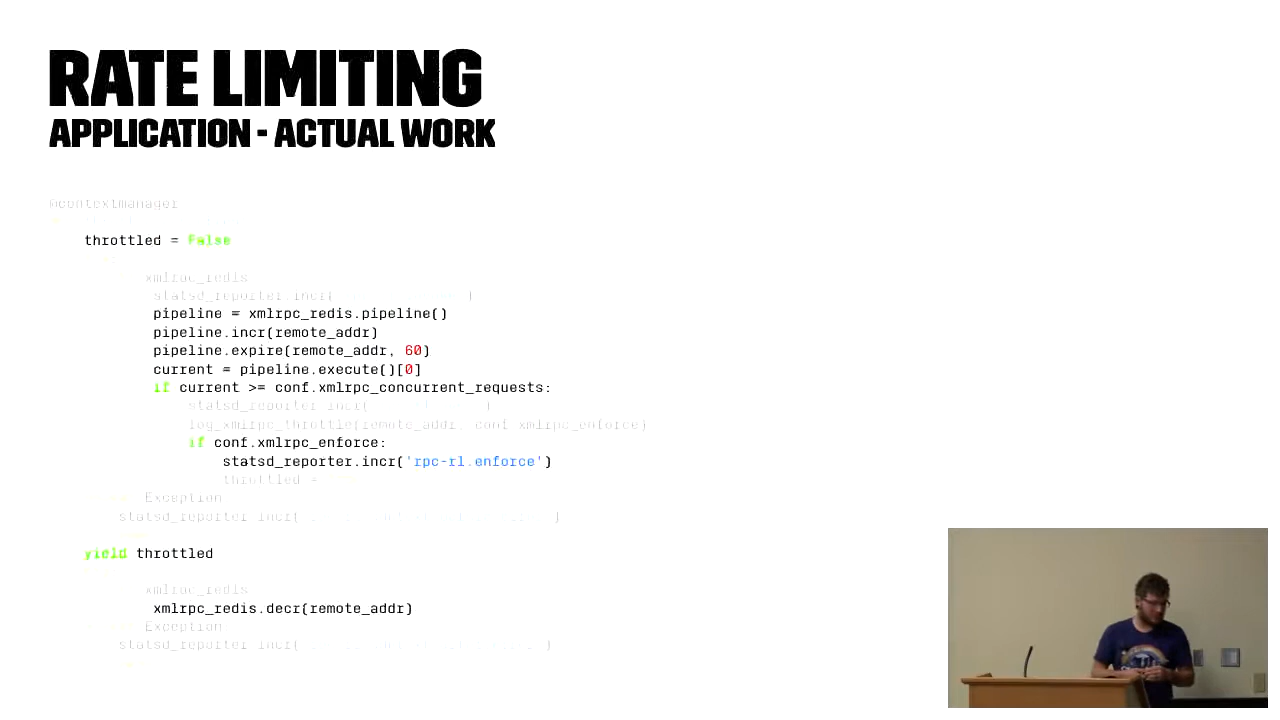 RATE LIMITING
APPLICATION - ACTUAL WORK
@contextmanager
throttled = False
xmlrpc_redis
statsd_reporter.incr( )
pipeline = xmlrpc_redis.pipeline()
pipeline.incr(remote_addr)
pipeline.expire(remote_addr, 60)
current = pipeline.execute()[0]
if current >= conf.xmlrpc_concurrent_requests:
statsd_reporter.incr( )
log_xmlrpc_throttle(remote_addr, conf.xmlrpc_enforce)
if conf.xmlrpc_enforce:
statsd_reporter.incr('rpc-rl.enforce')
throttled =
Exception
statsd_reporter.incr( )
yield throttled
xmlrpc_redis
xmlrpc_redis.decr(remote_addr)
Exception
statsd_reporter.incr( )